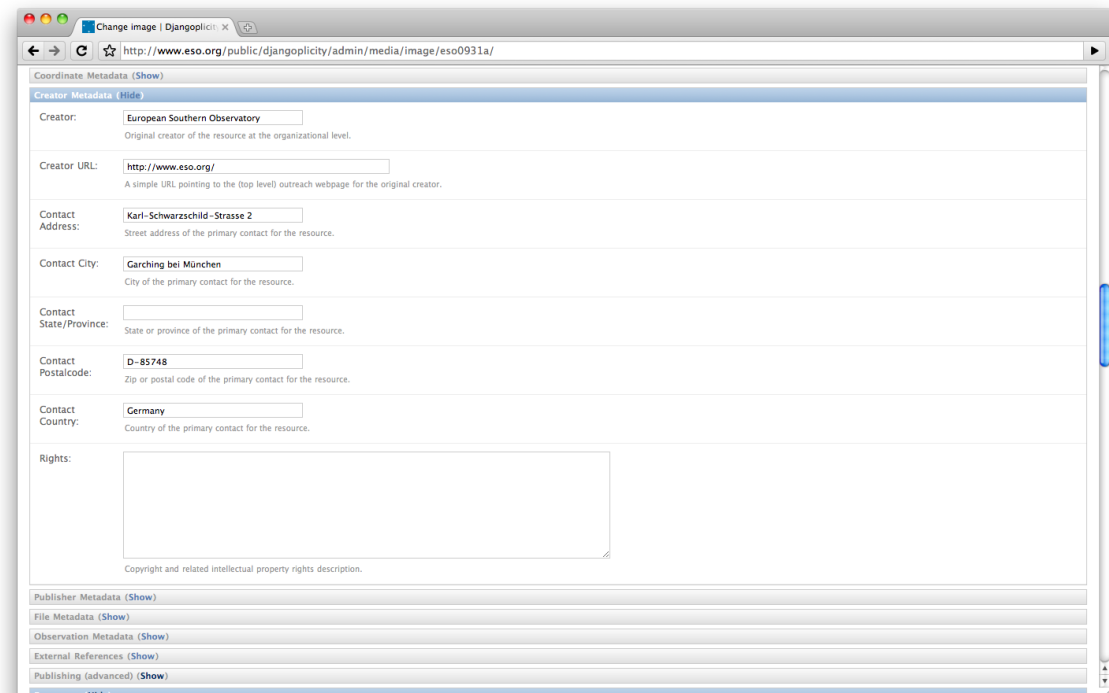 Change image | Djangoplicit
http://www.eso.org/public/djangoplicity/admin/media/image/eso0931a/
Coordinate Metadata (Show)
Creator Metadata (Hide)
Creator:
European Southern Observatory
Original creator of the resource at the organizational level.
Creator URL:
http://www.eso.org/
A simple URL pointing to the (top level) outreach webpage for the original creator.
Contact
Address:
Karl-Schwarzschild-Strasse 2
Street address of the primary contact for the resource.
Contact City:
Garching bei München
City of the primary contact for the resource.
Contact
State/Province:
State or province of the primary contact for the resource.
Contact
Postalcode:
D-85748
Zip or postal code of the primary contact for the resource.
Contact
Country:
Germany
Country of the primary contact for the resource.
Rights:
Copyright and related intellectual property rights description.
Publisher Metadata (Show)
File Metadata (Show)
Observation Metadata (Show)
External References (Show)
Publishing (advanced) (Show)